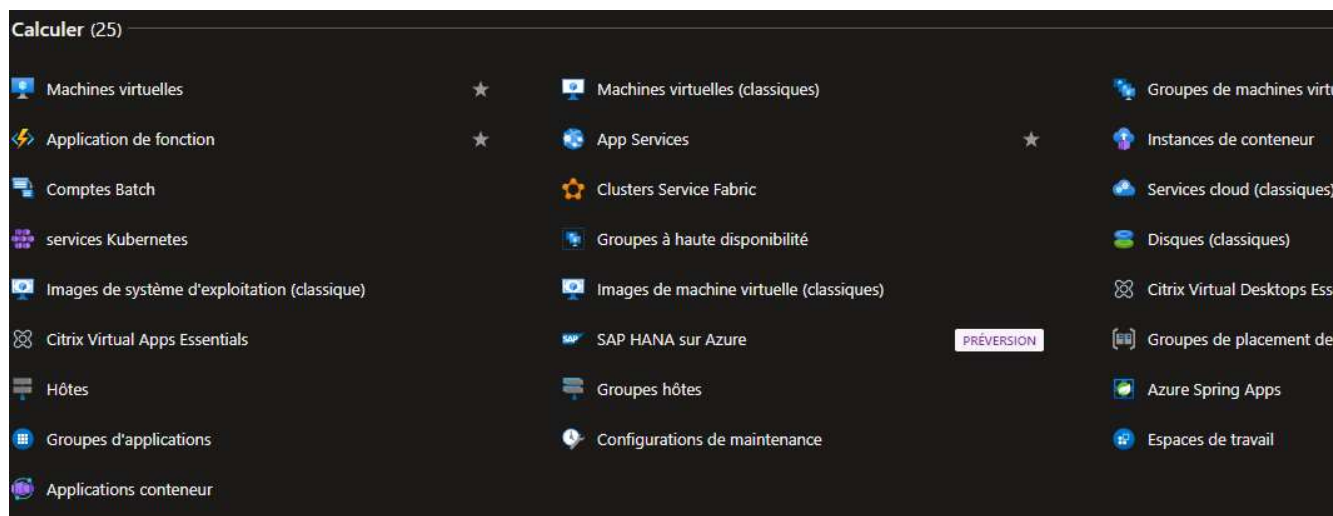 Calculer (25)
Machines virtuelles
Machines virtuelles (classiques)
Groupes de machines
Application de fonction
App Services
Instances de conteneur
Comptes Batch
Clusters Service Fabric
Services cloud (classiques)
services Kubernetes
Groupes à haute disponibilité
Disques (classiques)
Images de système d'exploitation (classique)
Images de machine virtuelle (classiques)
Citrix Virtual Desktops
Citrix Virtual Apps Essentials
SAP SAP HANA sur Azure PRÉVERSION
Groupes de placement de
Hôtes
Groupes hôtes
Azure Spring Apps
Groupes d'applications
Configurations de maintenance
Espaces de travail
Applications conteneur